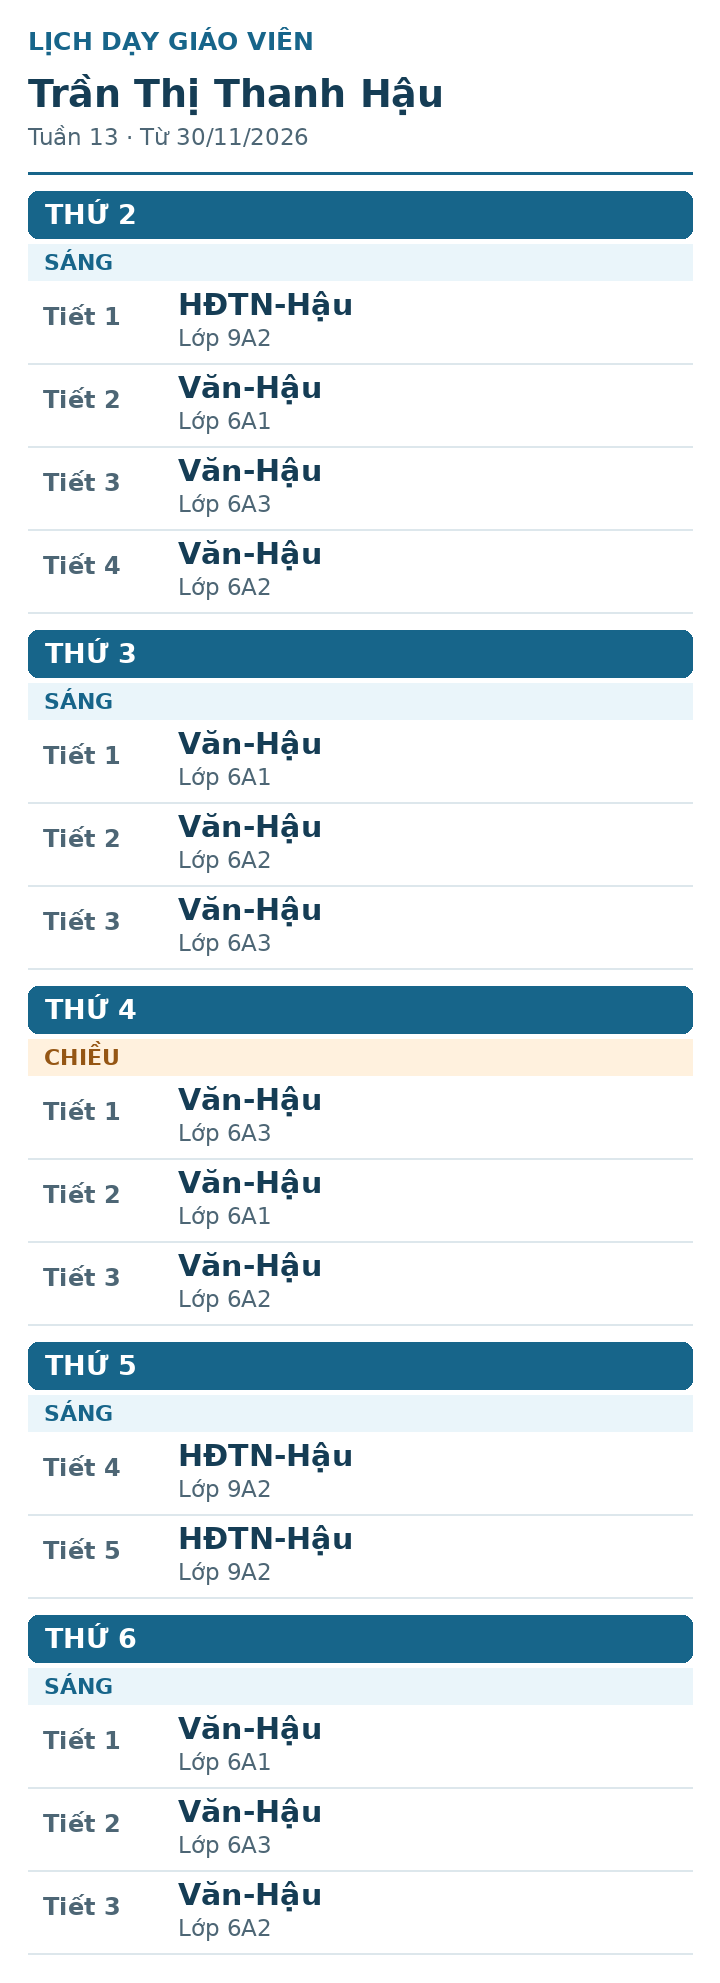 LỊCH DẠY GIÁO VIÊN
Trần Thị Thanh Hậu
Tuần 13 · Từ 30/11/2026
THỨ 2
SÁNG
Tiết 1 HĐTN-Hậu
Lớp 9A2
Tiết 2 Văn-Hậu
Lớp 6A1
Tiết 3 Văn-Hậu
Lớp 6A3
Tiết 4 Văn-Hậu
Lớp 6A2
THỨ 3
SÁNG
Tiết 1 Văn-Hậu
Lớp 6A1
Tiết 2 Văn-Hậu
Lớp 6A2
Tiết 3 Văn-Hậu
Lớp 6A3
THỨ 4
CHIỀU
Tiết 1 Văn-Hậu
Lớp 6A3
Tiết 2 Văn-Hậu
Lớp 6A1
Tiết 3 Văn-Hậu
Lớp 6A2
THỨ 5
SÁNG
Tiết 4 HĐTN-Hậu
Lớp 9A2
Tiết 5 HĐTN-Hậu
Lớp 9A2
THỨ 6
SÁNG
Tiết 1 Văn-Hậu
Lớp 6A1
Tiết 2 Văn-Hậu
Lớp 6A3
Tiết 3 Văn-Hậu
Lớp 6A2